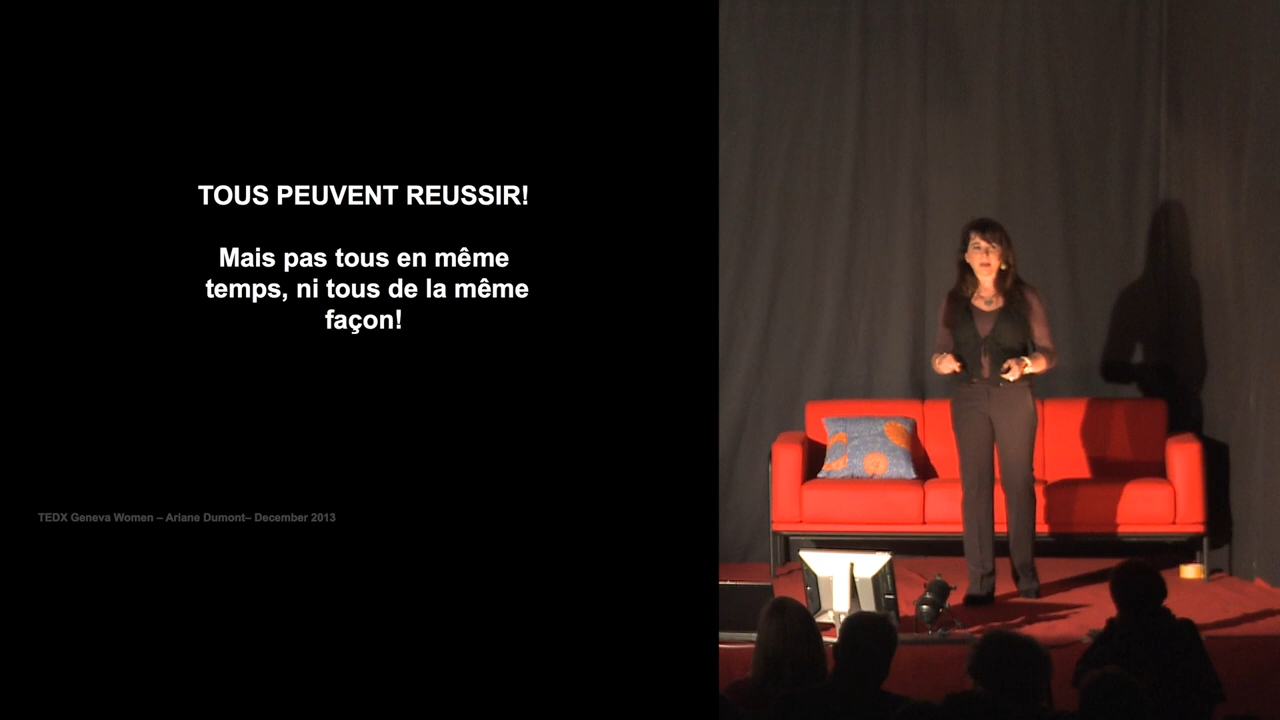 TOUS PEUVENT REUSSIR!
Mais pas tous en même
temps, ni tous de la même
façon!
TEDX Geneva Women – Ariane Dumont– December 2013